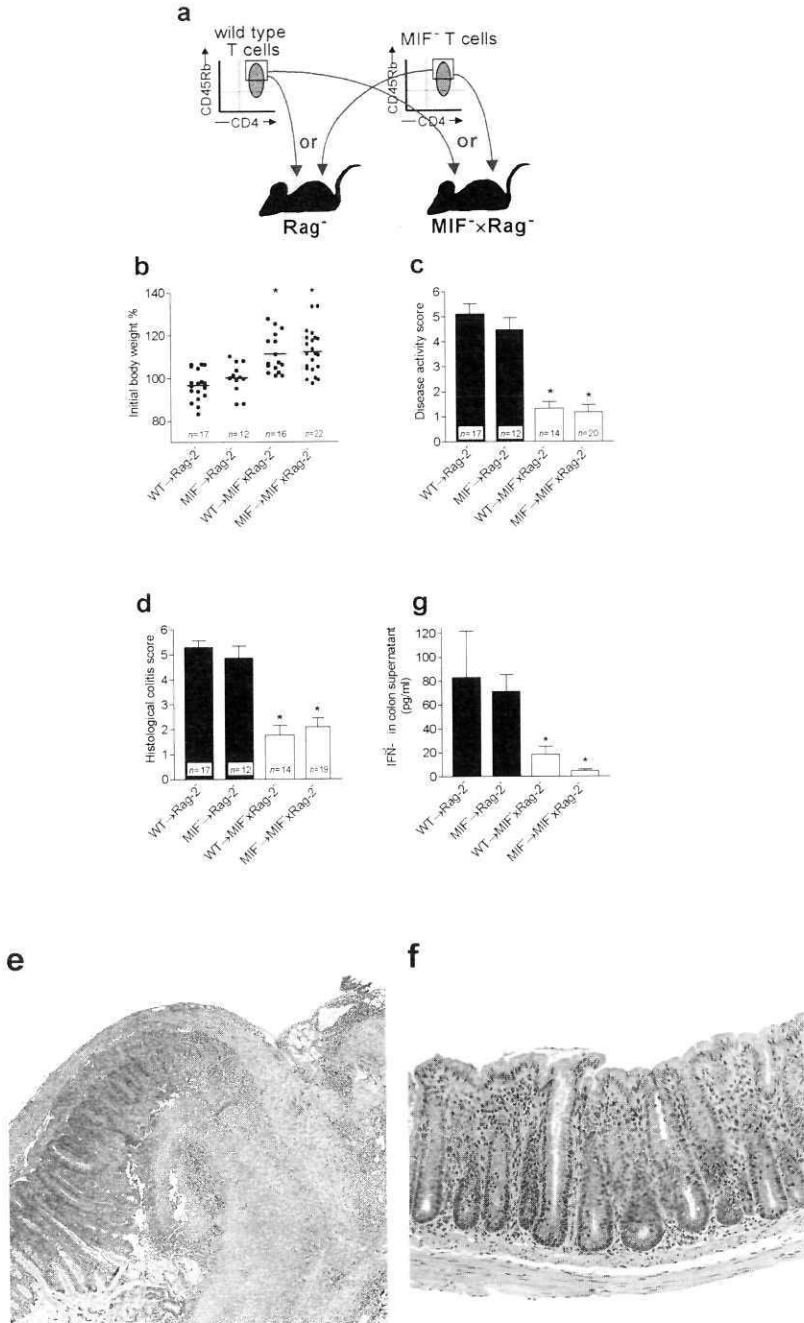 a
wild type
T cells
MIF⁻ T cells
CD45Rb
CD4
CD45Rb
CD4
or
or
Rag⁻
MIF⁻×Rag⁻
b
Initial body weight %
140
120
100
80
* *
n=17 n=12 n=16 n=22
WT→Rag-2⁻
MIF⁻→Rag-2⁻
WT→MIF⁻xRag-2⁻
MIF⁻→MIF⁻xRag-2⁻
c
Disease activity score
6
5
4
3
2
1
0
* *
n=17 n=12 n=14 n=20
WT→Rag-2⁻
MIF⁻→Rag-2⁻
WT→MIF⁻xRag-2⁻
MIF⁻→MIF⁻xRag-2⁻
d
Histological colitis score
6
5
4
3
2
1
0
* *
n=17 n=12 n=14 n=19
WT→Rag-2⁻
MIF⁻→Rag-2⁻
WT→MIF⁻xRag-2⁻
MIF⁻→MIF⁻xRag-2⁻
g
IFN- in colon supernatant
(pg/ml)
120
100
80
60
40
20
0
* *
WT→Rag-2⁻
MIF⁻→Rag-2⁻
WT→MIF⁻xRag-2⁻
MIF⁻→MIF⁻xRag-2⁻
e
f